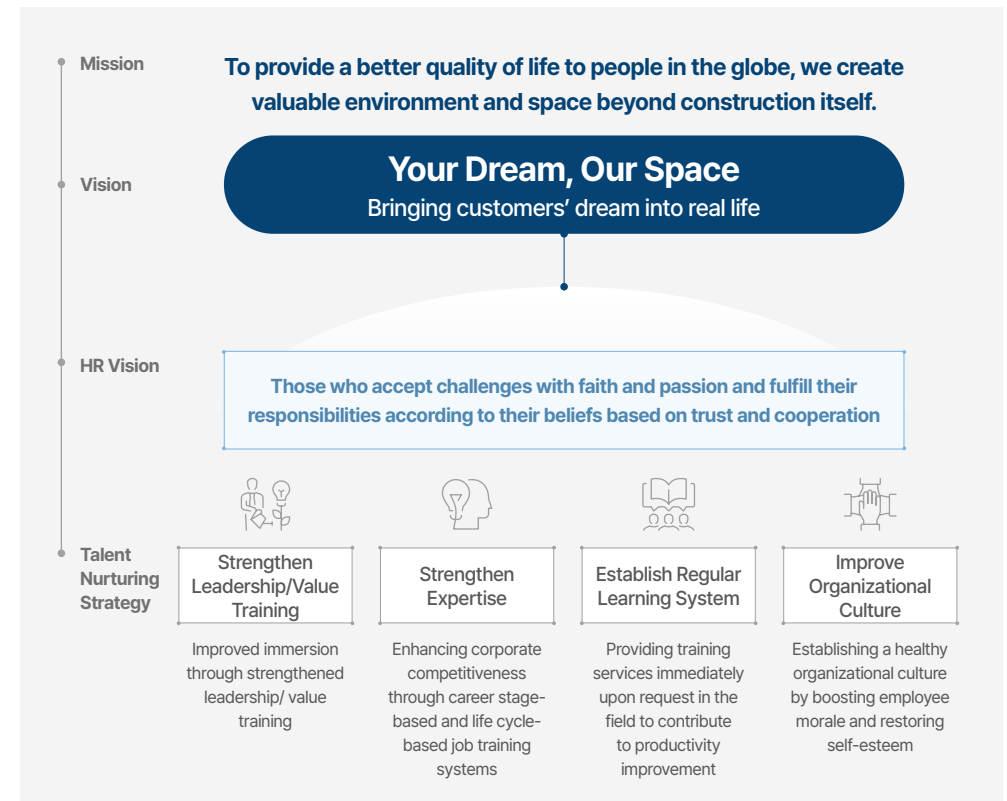 Mission
To provide a better quality of life to people in the globe, we create
valuable environment and space beyond construction itself.
Vision
Your Dream, Our Space
Bringing customers’ dream into real life
HR Vision
Those who accept challenges with faith and passion and fulfill their
responsibilities according to their beliefs based on trust and cooperation
Talent
Nurturing
Strategy
Strengthen
Leadership/Value
Training
Improved immersion
through strengthened
leadership/ value
training
Strengthen
Expertise
Enhancing corporate
competitiveness
through career stage-
based and life cycle-
based job training
systems
Establish Regular
Learning System
Providing training
services immediately
upon request in the
field to contribute
to productivity
improvement
Improve
Organizational
Culture
Establishing a healthy
organizational culture
by boosting employee
morale and restoring
self-esteem